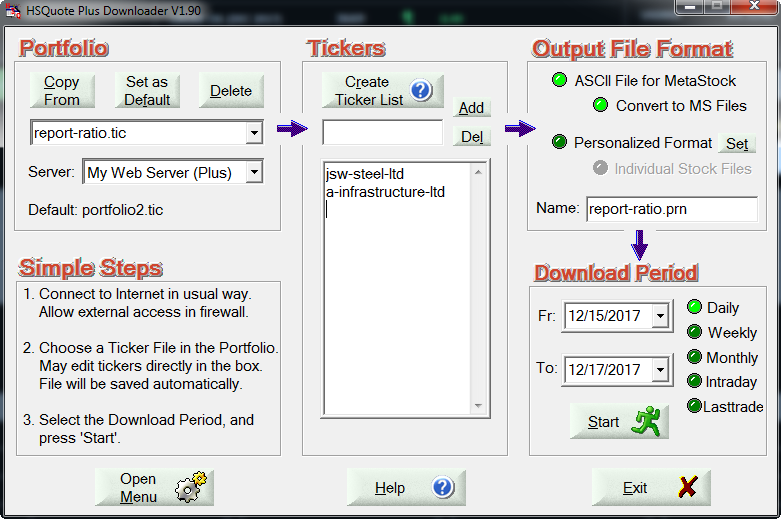 HSQuote Plus Downloader V1.90
Portfolio
Copy From
Set as Default
Delete
report-ratio.tic
Server:
My Web Server (Plus)
Default: portfolio2.tic
Simple Steps
1. Connect to Internet in usual way.
Allow external access in firewall.
2. Choose a Ticker File in the Portfolio.
May edit tickers directly in the box.
File will be saved automatically.
3. Select the Download Period, and
press 'Start'.
Open Menu
Tickers
Create Ticker List
Add
Del
jsw-steel-ltd
a-infrastructure-ltd
Help
Output File Format
ASCII File for MetaStock
Convert to MS Files
Personalized Format
Set
Individual Stock Files
Name:
report-ratio.prn
Download Period
Fr:
12/15/2017
To:
12/17/2017
Daily
Weekly
Monthly
Intraday
Lasttrade
Start
Exit